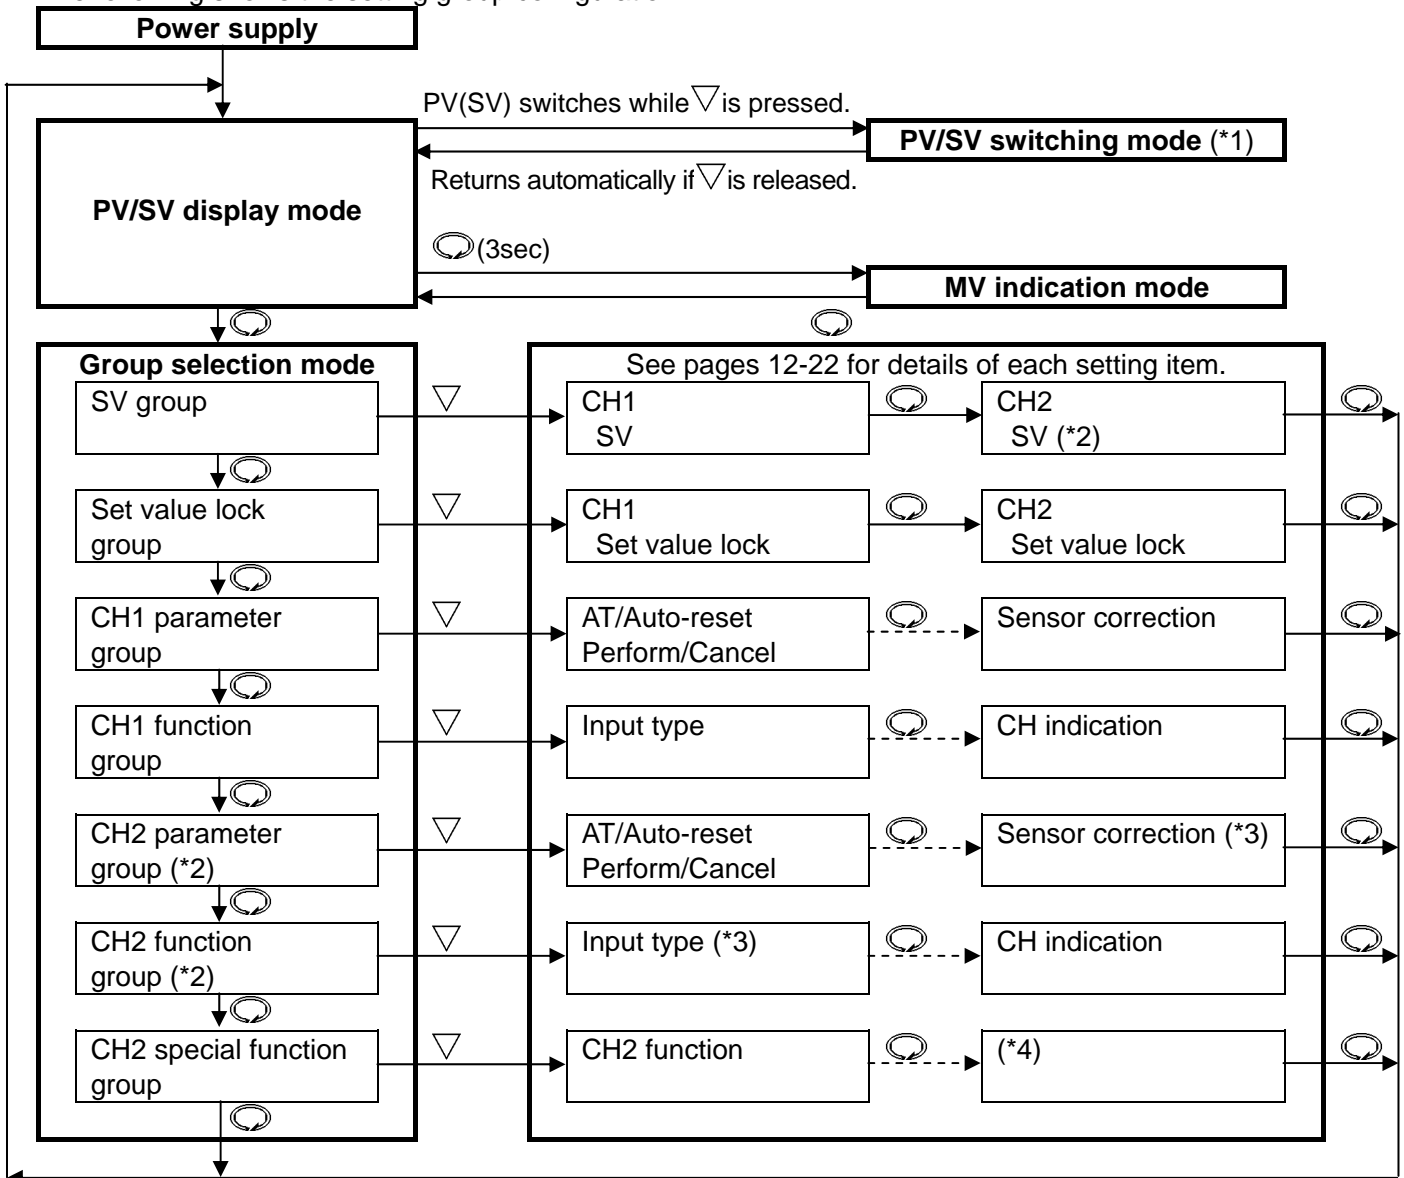 Power supply
PV(SV) switches while ▽ is pressed.
PV/SV switching mode (*1)
Returns automatically if ▽ is released.
PV/SV display mode
(3sec)
MV indication mode
Group selection mode
See pages 12-22 for details of each setting item.
SV group
CH1
SV
CH2
SV (*2)
Set value lock
group
CH1
Set value lock
CH2
Set value lock
CH1 parameter
group
AT/Auto-reset
Perform/Cancel
Sensor correction
CH1 function
group
Input type
CH indication
CH2 parameter
group (*2)
AT/Auto-reset
Perform/Cancel
Sensor correction (*3)
CH2 function
group (*2)
Input type (*3)
CH indication
CH2 special function
group
CH2 function
(*4)